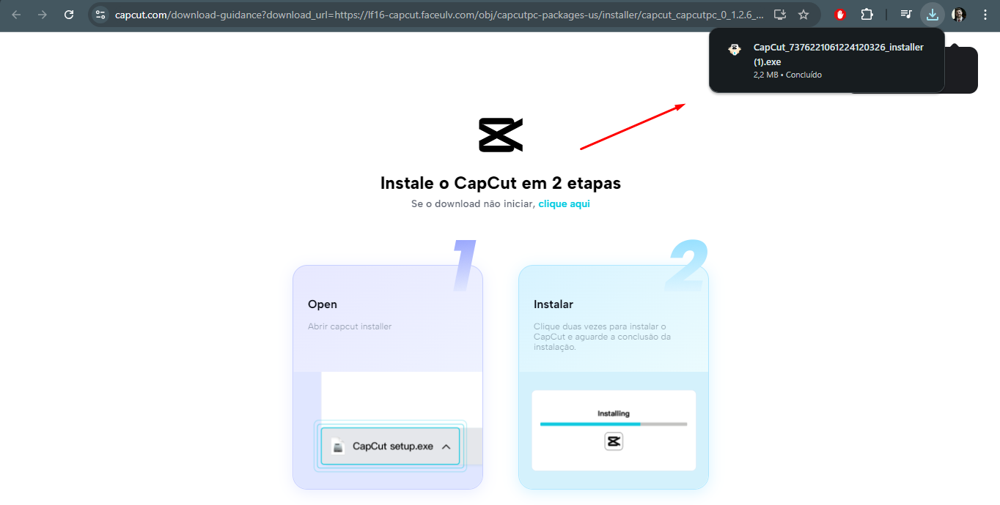 capcut.com/download-guidance?download_url=https://lf16-capcut.faceulv.com/obj/capcutpc-packages-us/installer/capcut_capcutpc_0_1.2.6_...
CapCut_7376221061224120326_installer
(1).exe
2,2 MB • Concluído
Instale o CapCut em 2 etapas
Se o download não iniciar, clique aqui
1
Open
Abrir capcut installer
CapCut setup.exe
2
Instalar
Clique duas vezes para instalar o
CapCut e aguarde a conclusão da
instalação.
Installing